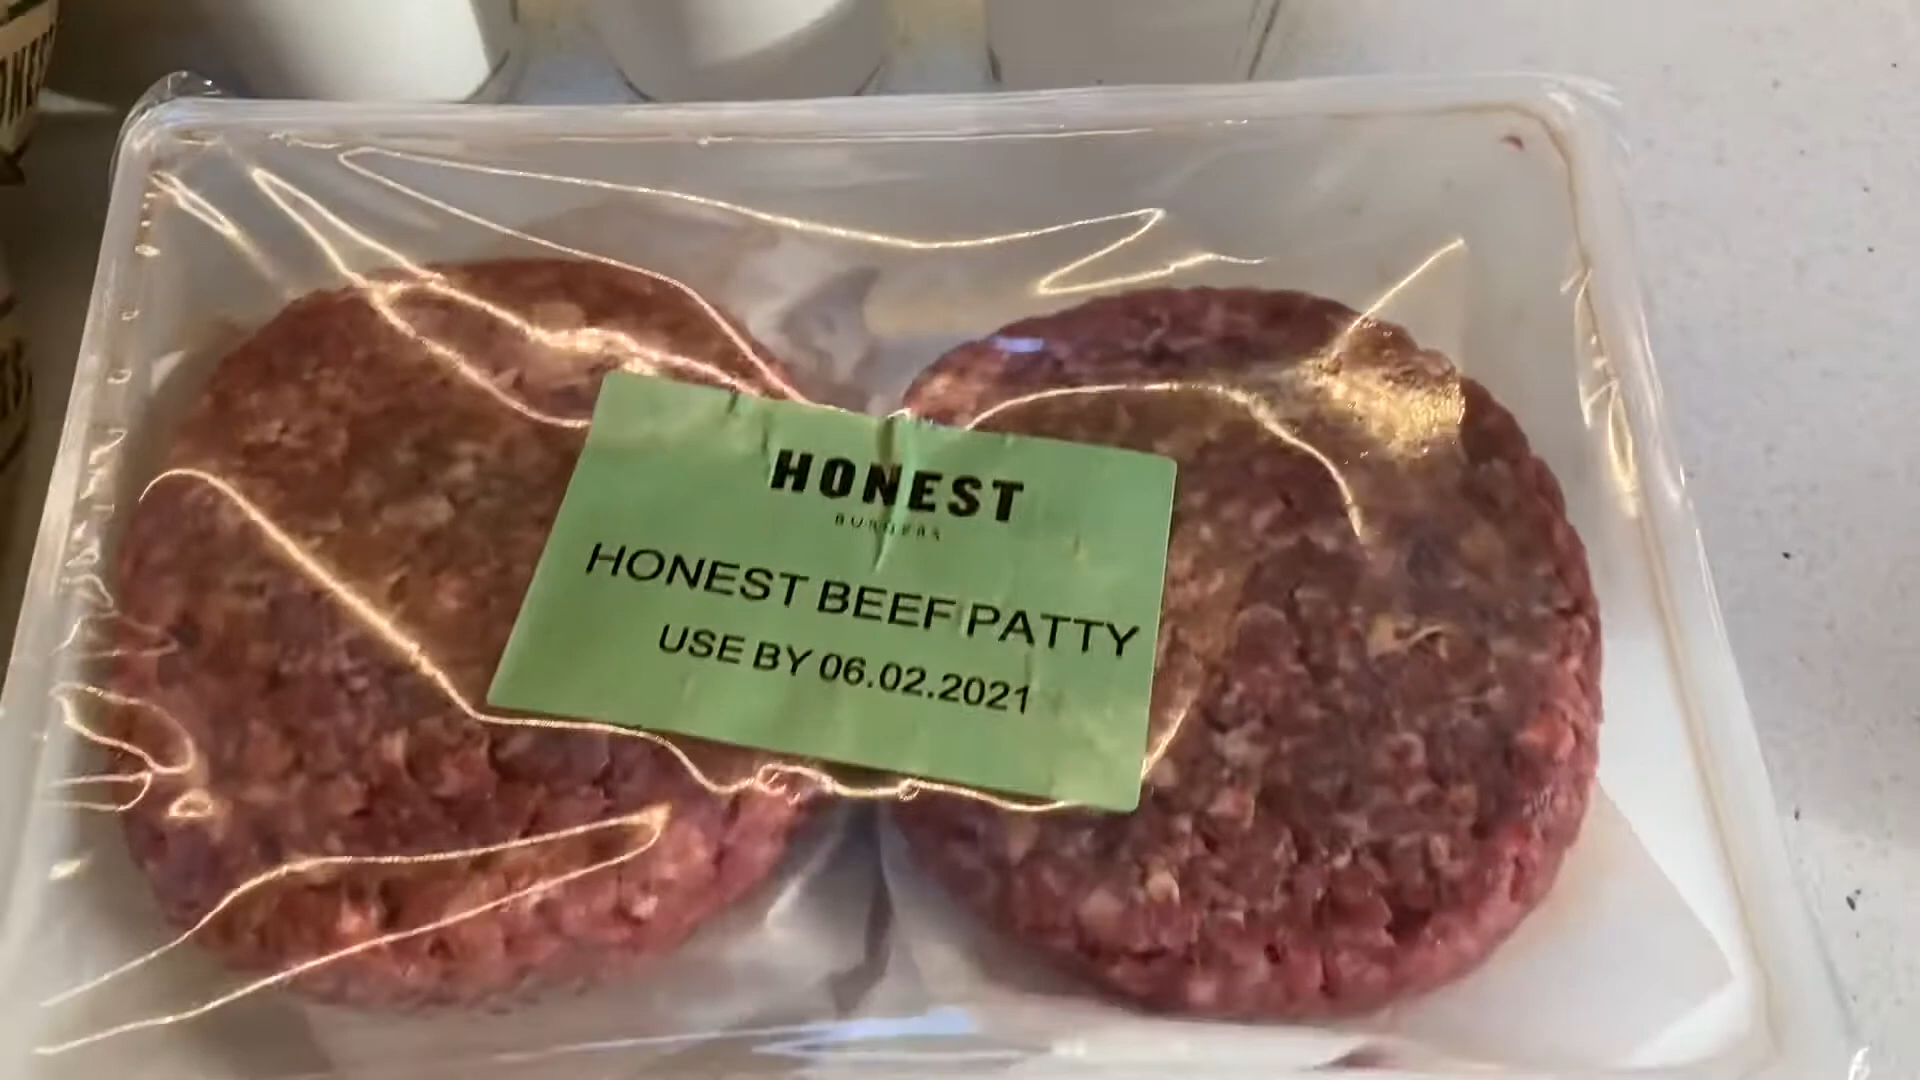 HONEST
BURGERS
HONEST BEEF PATTY
USE BY 06.02.2021